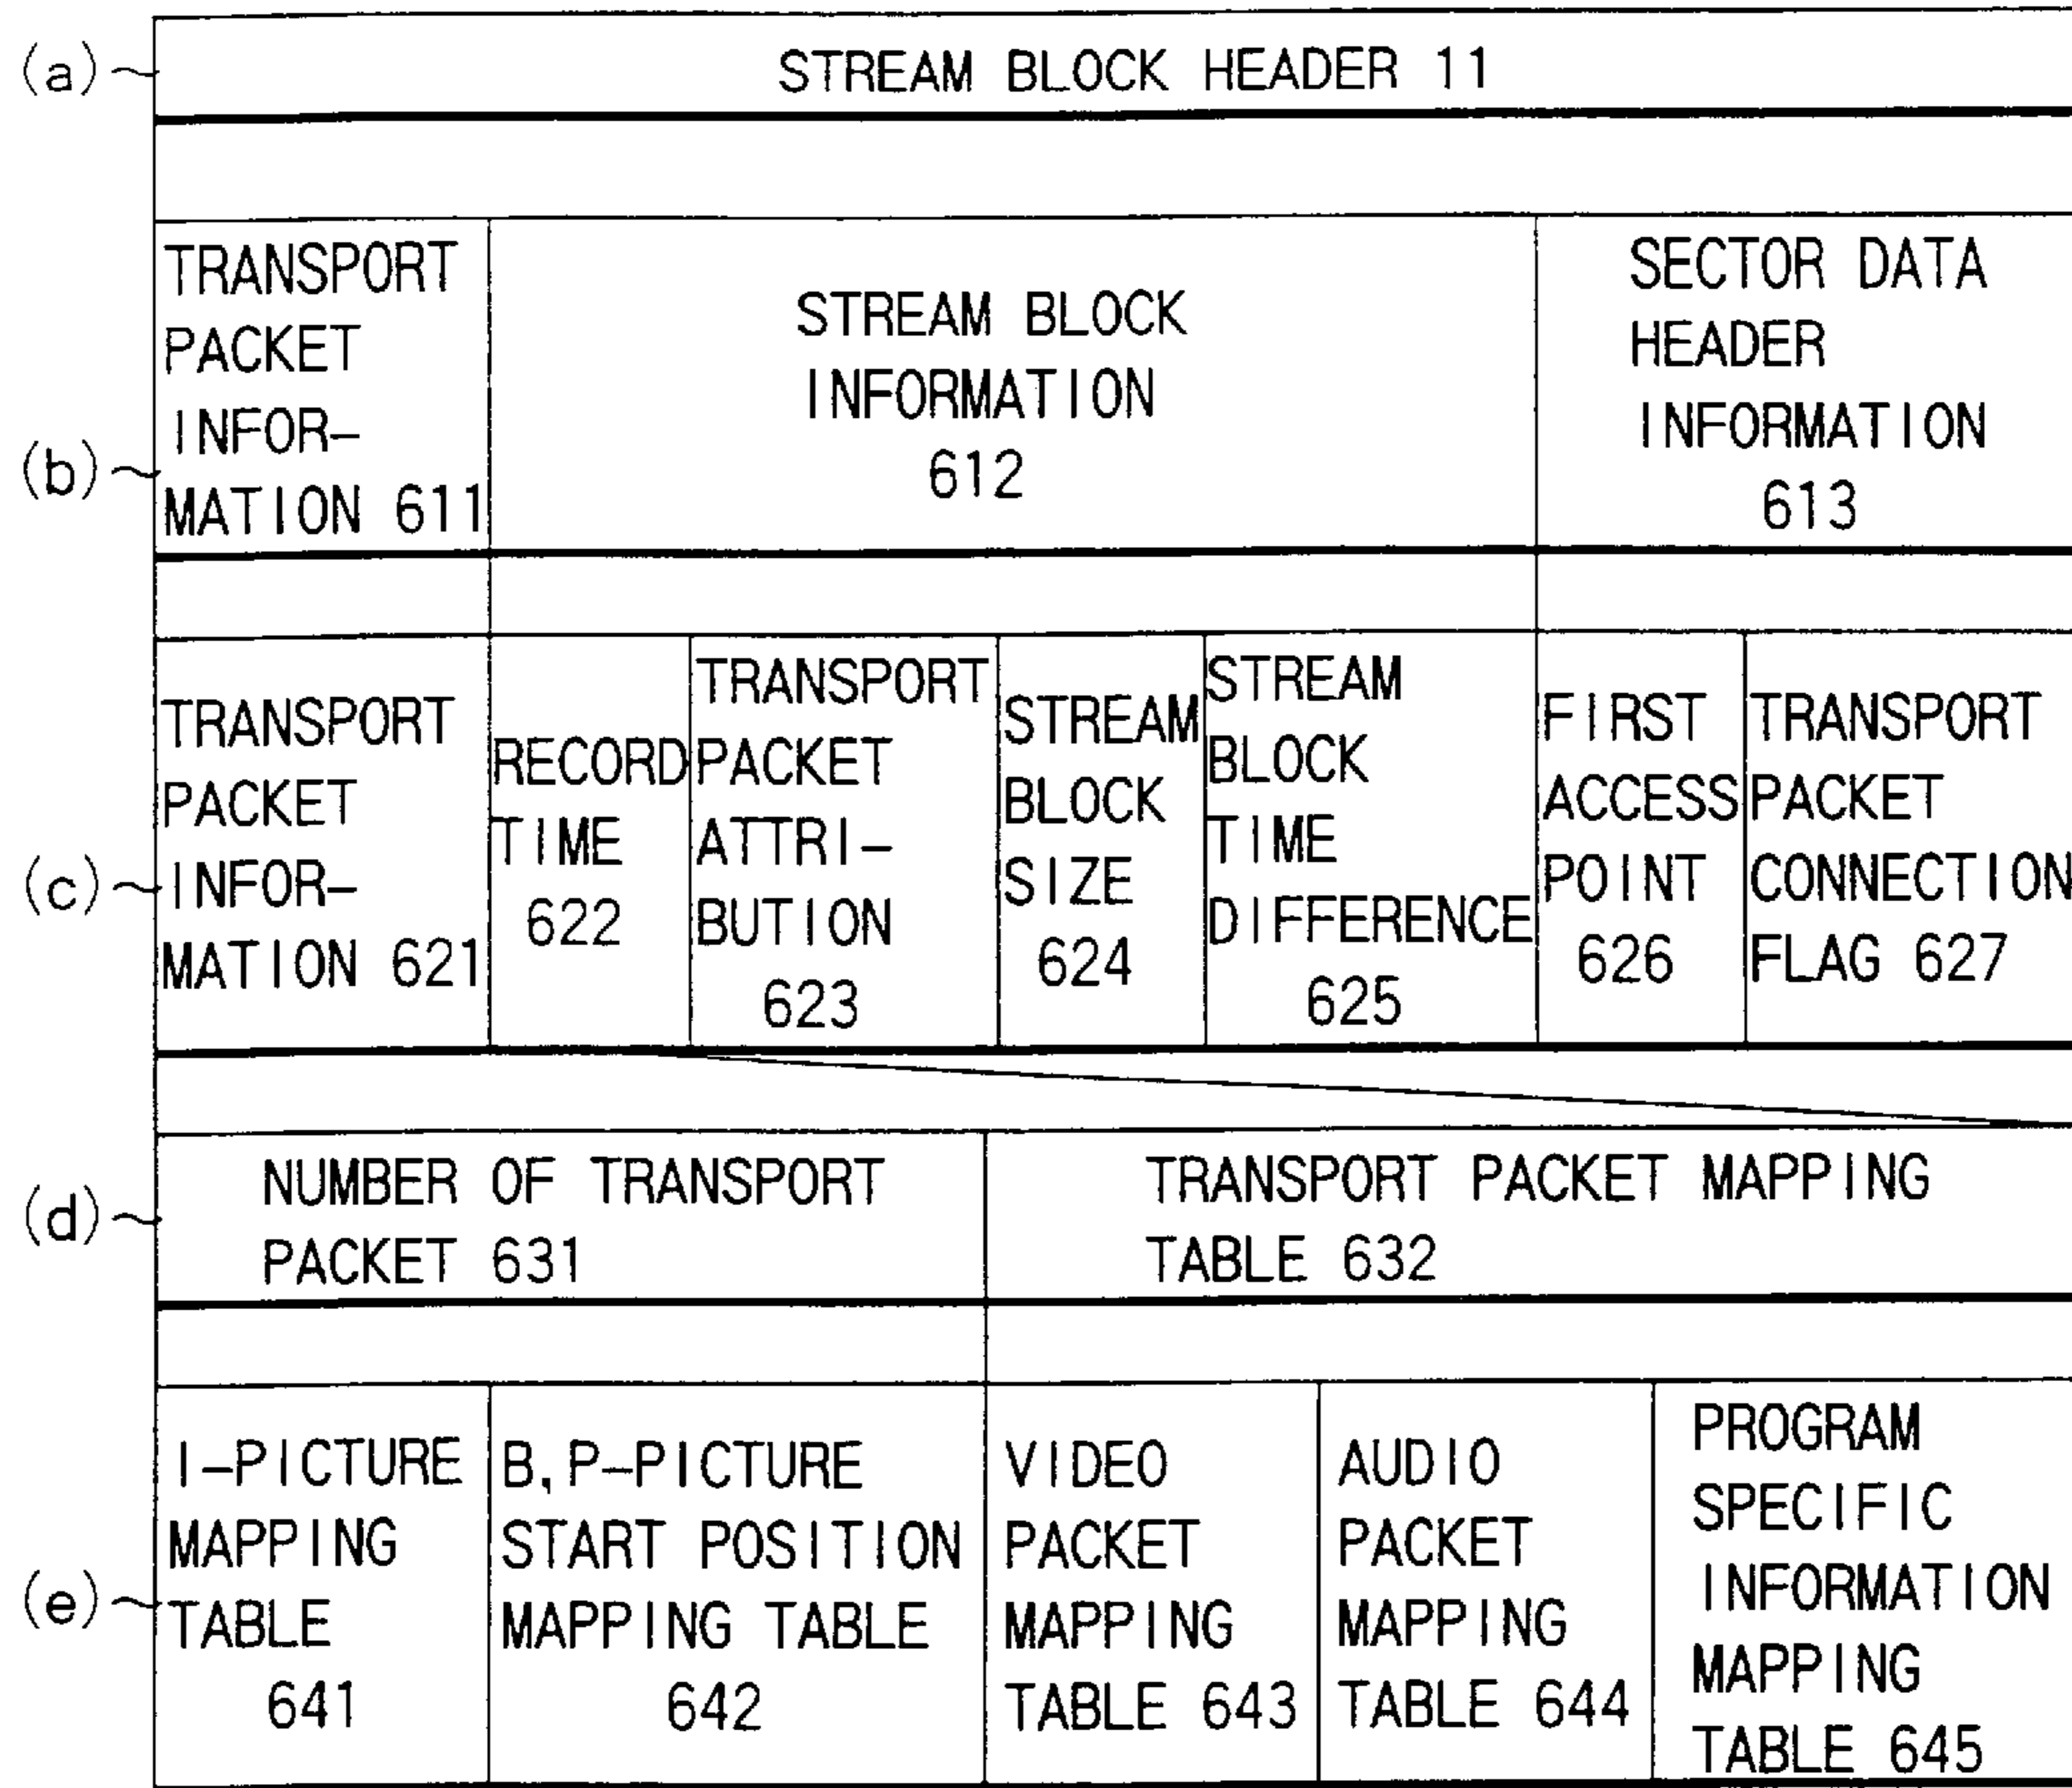 (a)
STREAM BLOCK HEADER 11
(b)
TRANSPORT
PACKET
INFOR-
MATION 611
STREAM BLOCK
INFORMATION
612
SECTOR DATA
HEADER
INFORMATION
613
(c)
TRANSPORT
PACKET
INFOR-
MATION 621
RECORD
TIME
622
TRANSPORT
PACKET
ATTRI-
BUTION
623
STREAM
BLOCK
SIZE
624
STREAM
BLOCK
TIME
DIFFERENCE
625
FIRST
ACCESS
POINT
626
TRANSPORT
PACKET
CONNECTION
FLAG 627
(d)
NUMBER OF TRANSPORT
PACKET 631
TRANSPORT PACKET MAPPING
TABLE 632
(e)
I-PICTURE
MAPPING
TABLE
641
B,P-PICTURE
START POSITION
MAPPING TABLE
642
VIDEO
PACKET
MAPPING
TABLE 643
AUDIO
PACKET
MAPPING
TABLE 644
PROGRAM
SPECIFIC
INFORMATION
MAPPING
TABLE 645